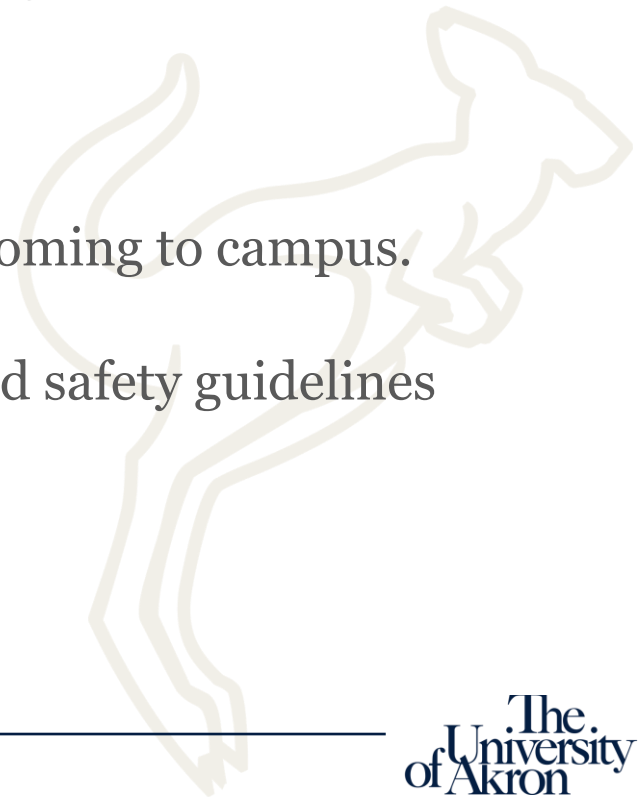 oming to campus.
d safety guidelines
The
University
of Akron